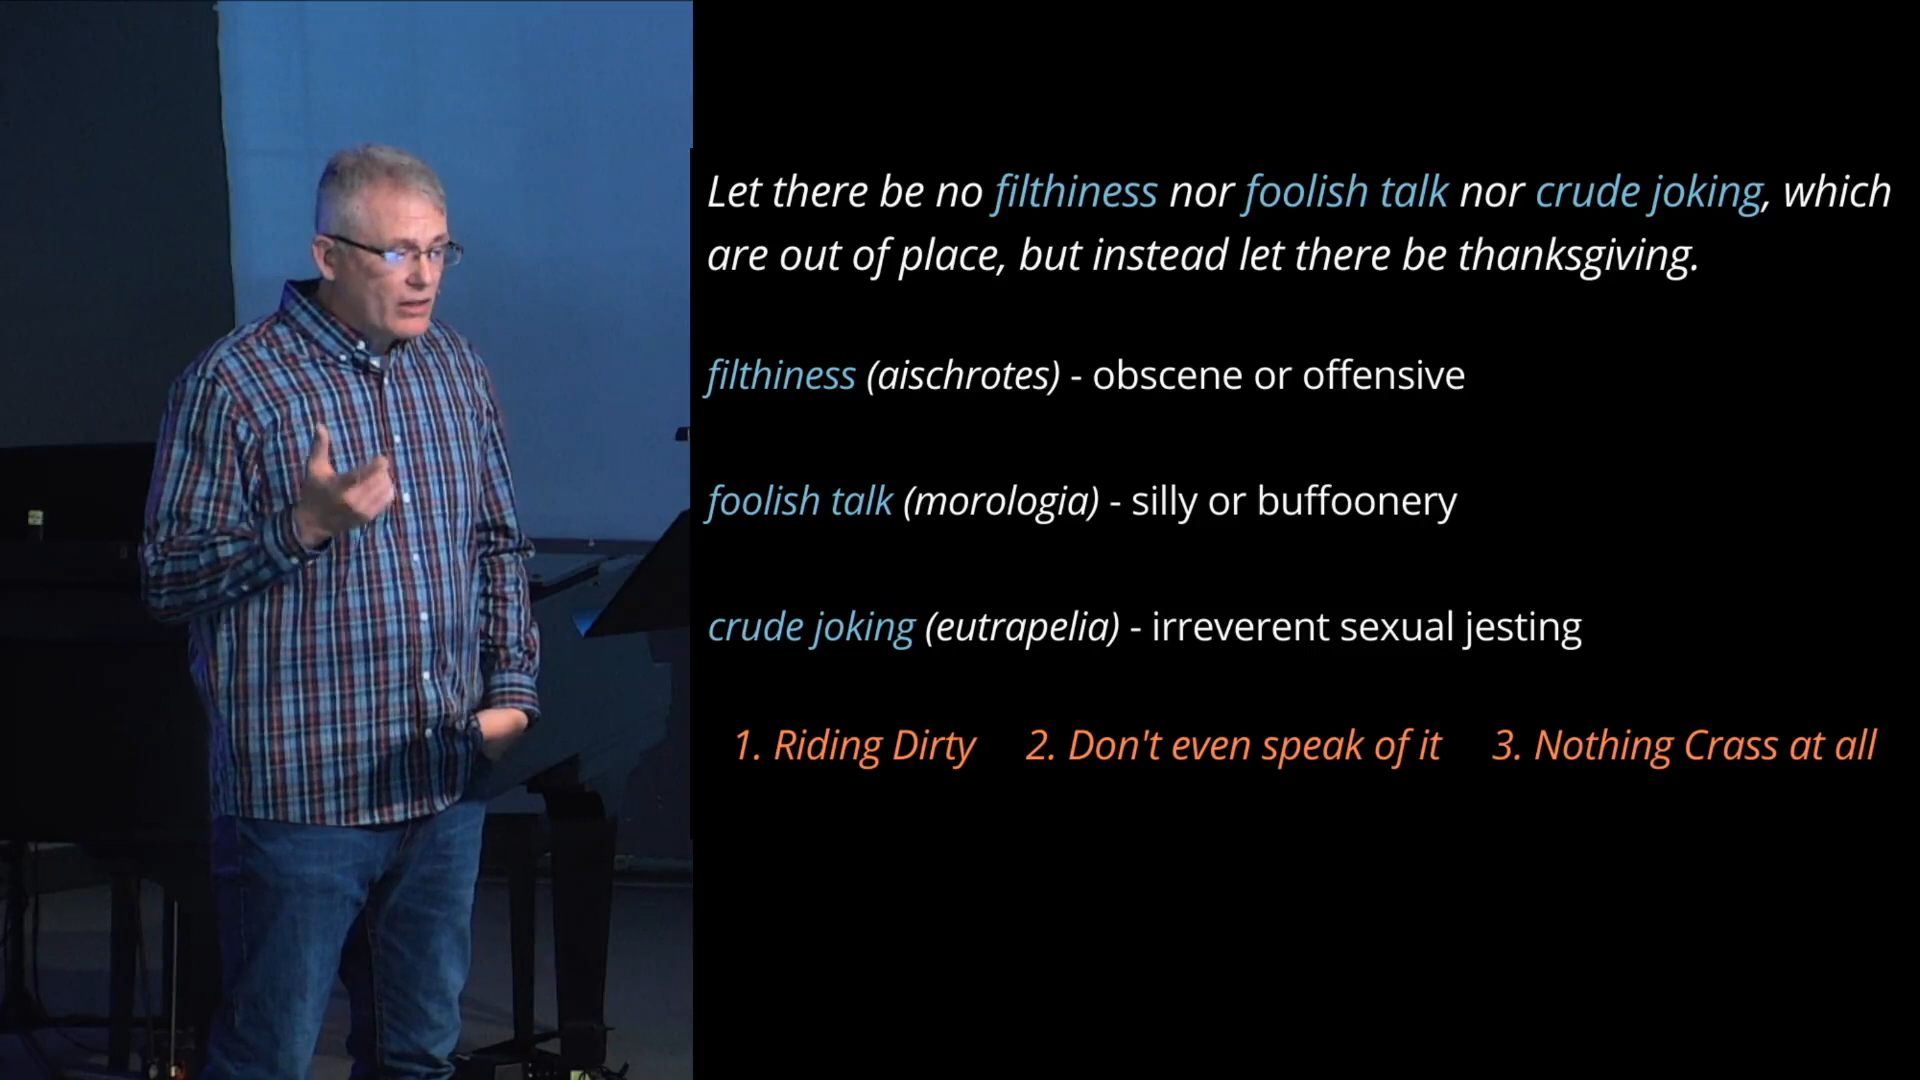 Let there be no filthiness nor foolish talk nor crude joking, which
are out of place, but instead let there be thanksgiving.
filthiness (aischrotes) - obscene or offensive
foolish talk (morologia) - silly or buffoonery
crude joking (eutrapelia) - irreverent sexual jesting
1. Riding Dirty 2. Don't even speak of it 3. Nothing Crass at all